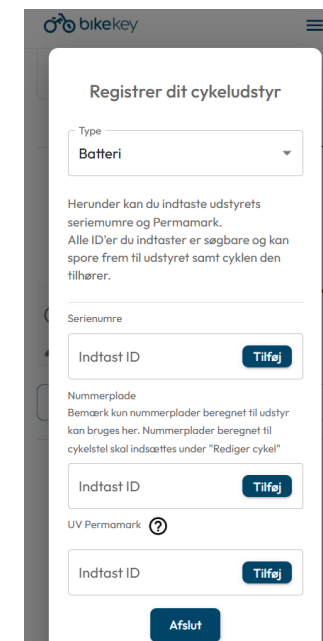 bikekey
Registrer dit cykeludstyr
Type
Batteri
Herunder kan du indtaste udstyrets
seriemumre og Permamark.
Alle ID'er du indtaster er søgbare og kan
spore frem til udstyret samt cyklen den
tilhører.
Serienumre
Indtast ID
Tilføj
Nummerplade
Bemærk kun nummerplader beregnet til udstyr
kan bruges her. Nummerplader beregnet til
cykelstel skal indsættes under "Rediger cykel"
Indtast ID
Tilføj
UV Permamark ?
Indtast ID
Tilføj
Afslut